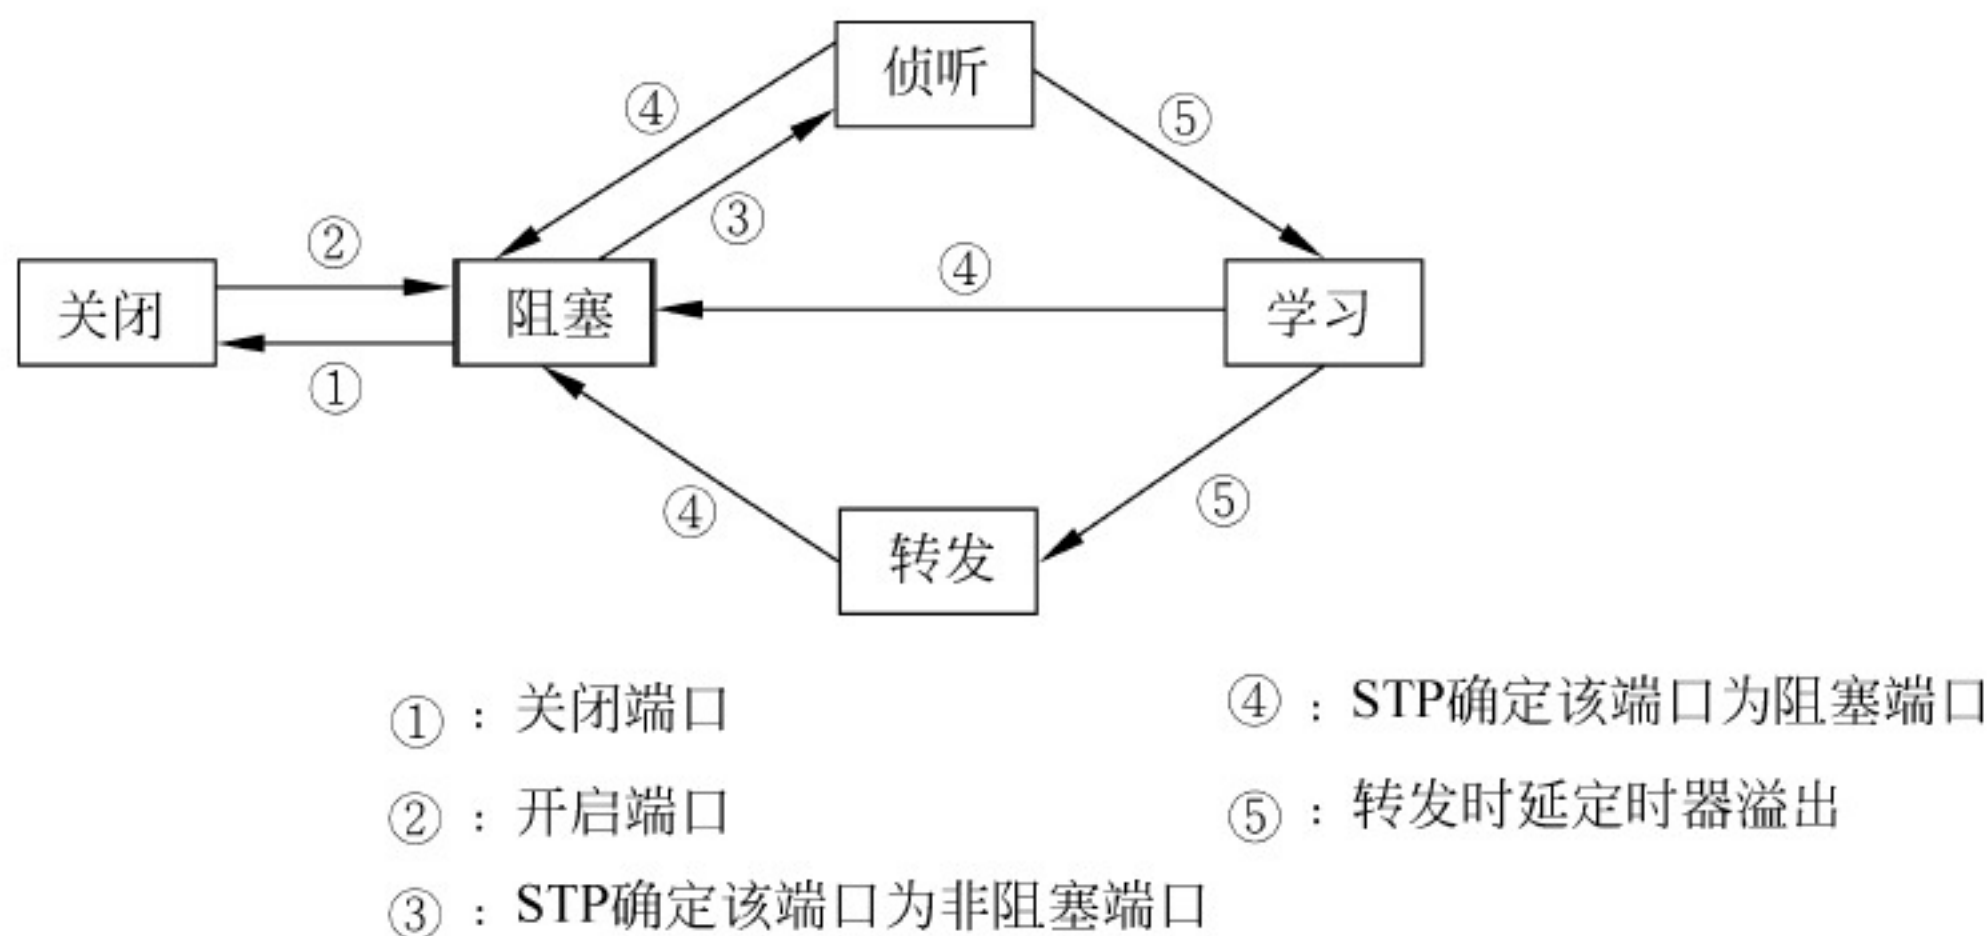 侦听
④
⑤
③
②
④
关闭
阻塞
学习
①
④
⑤
转发
①：关闭端口
②：开启端口
③：STP确定该端口为非阻塞端口
④：STP确定该端口为阻塞端口
⑤：转发时延定时器溢出